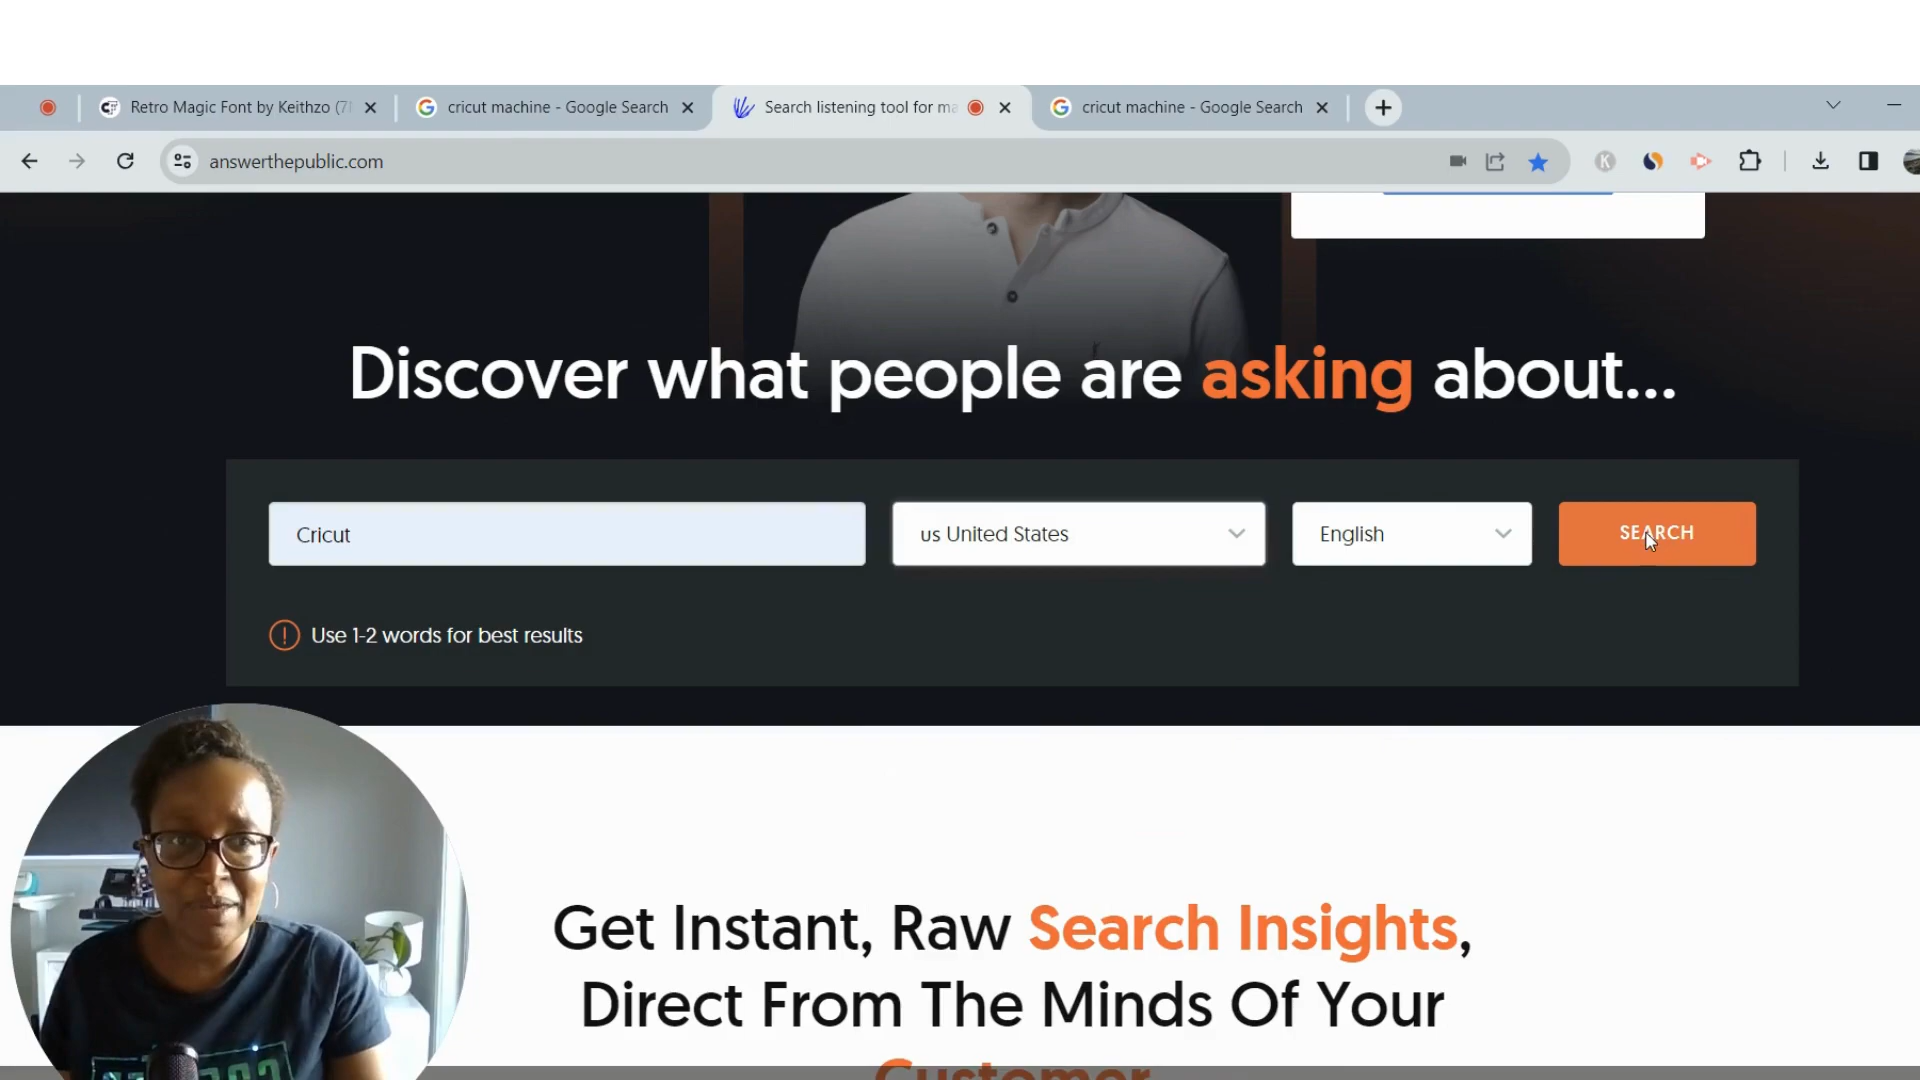 Retro Magic Font by Keithzo (71
cricut machine - Google Search
Search listening tool for ma
cricut machine - Google Search
answerthepublic.com
K
Discover what people are asking about...
Cricut
us United States
English
SEARCH
Use 1-2 words for best results
Get Instant, Raw Search Insights,
Direct From The Minds Of Your
Customer